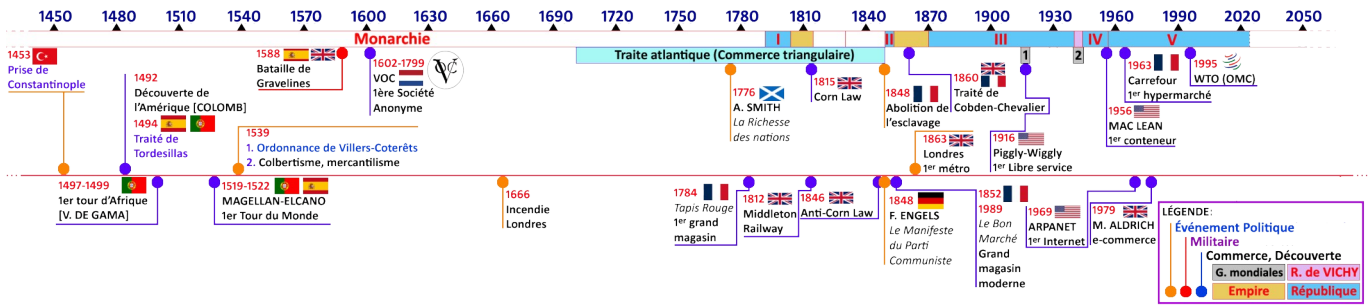 1450 1480 1510 1540 1570 1600 1630 1660 1690 1720 1750 1780 1810 1840 1870 1900 1930 1960 1990 2020 2050
Monarchie
I
II
III
IV
V
Traite atlantique (Commerce triangulaire)
1
2
1453
Prise de
Constantinople
1492
Découverte de
l'Amérique [COLOMB]
1494
Traité de
Tordesillas
1588
Bataille de
Gravelines
1602-1799
VOC
1ère Société
Anonyme
VOC
1539
1. Ordonnance de Villers-Coterêts
2. Colbertisme, mercantilisme
1776
A. SMITH
La Richesse
des nations
1815
Corn Law
1848
Abolition de
l'esclavage
1860
Traité de
Cobden-Chevalier
1863
Londres
1er métro
1916
Piggly-Wiggly
1er Libre service
1963
Carrefour
1er hypermarché
1995
WTO (OMC)
1956
MAC LEAN
1er conteneur
1497-1499
1er tour d'Afrique
[V. DE GAMA]
1519-1522
MAGELLAN-ELCANO
1er Tour du Monde
1666
Incendie
Londres
1784
Tapis Rouge
1er grand
magasin
1812
Middleton
Railway
1846
Anti-Corn Law
1848
F. ENGELS
Le Manifeste
du Parti
Communiste
1852
1989
Le Bon
Marché
Grand
magasin
moderne
1969
ARPANET
1er Internet
1979
M. ALDRICH
e-commerce
LÉGENDE:
Événement Politique
Militaire
Commerce, Découverte
G. mondiales
R. de VICHY
Empire
République